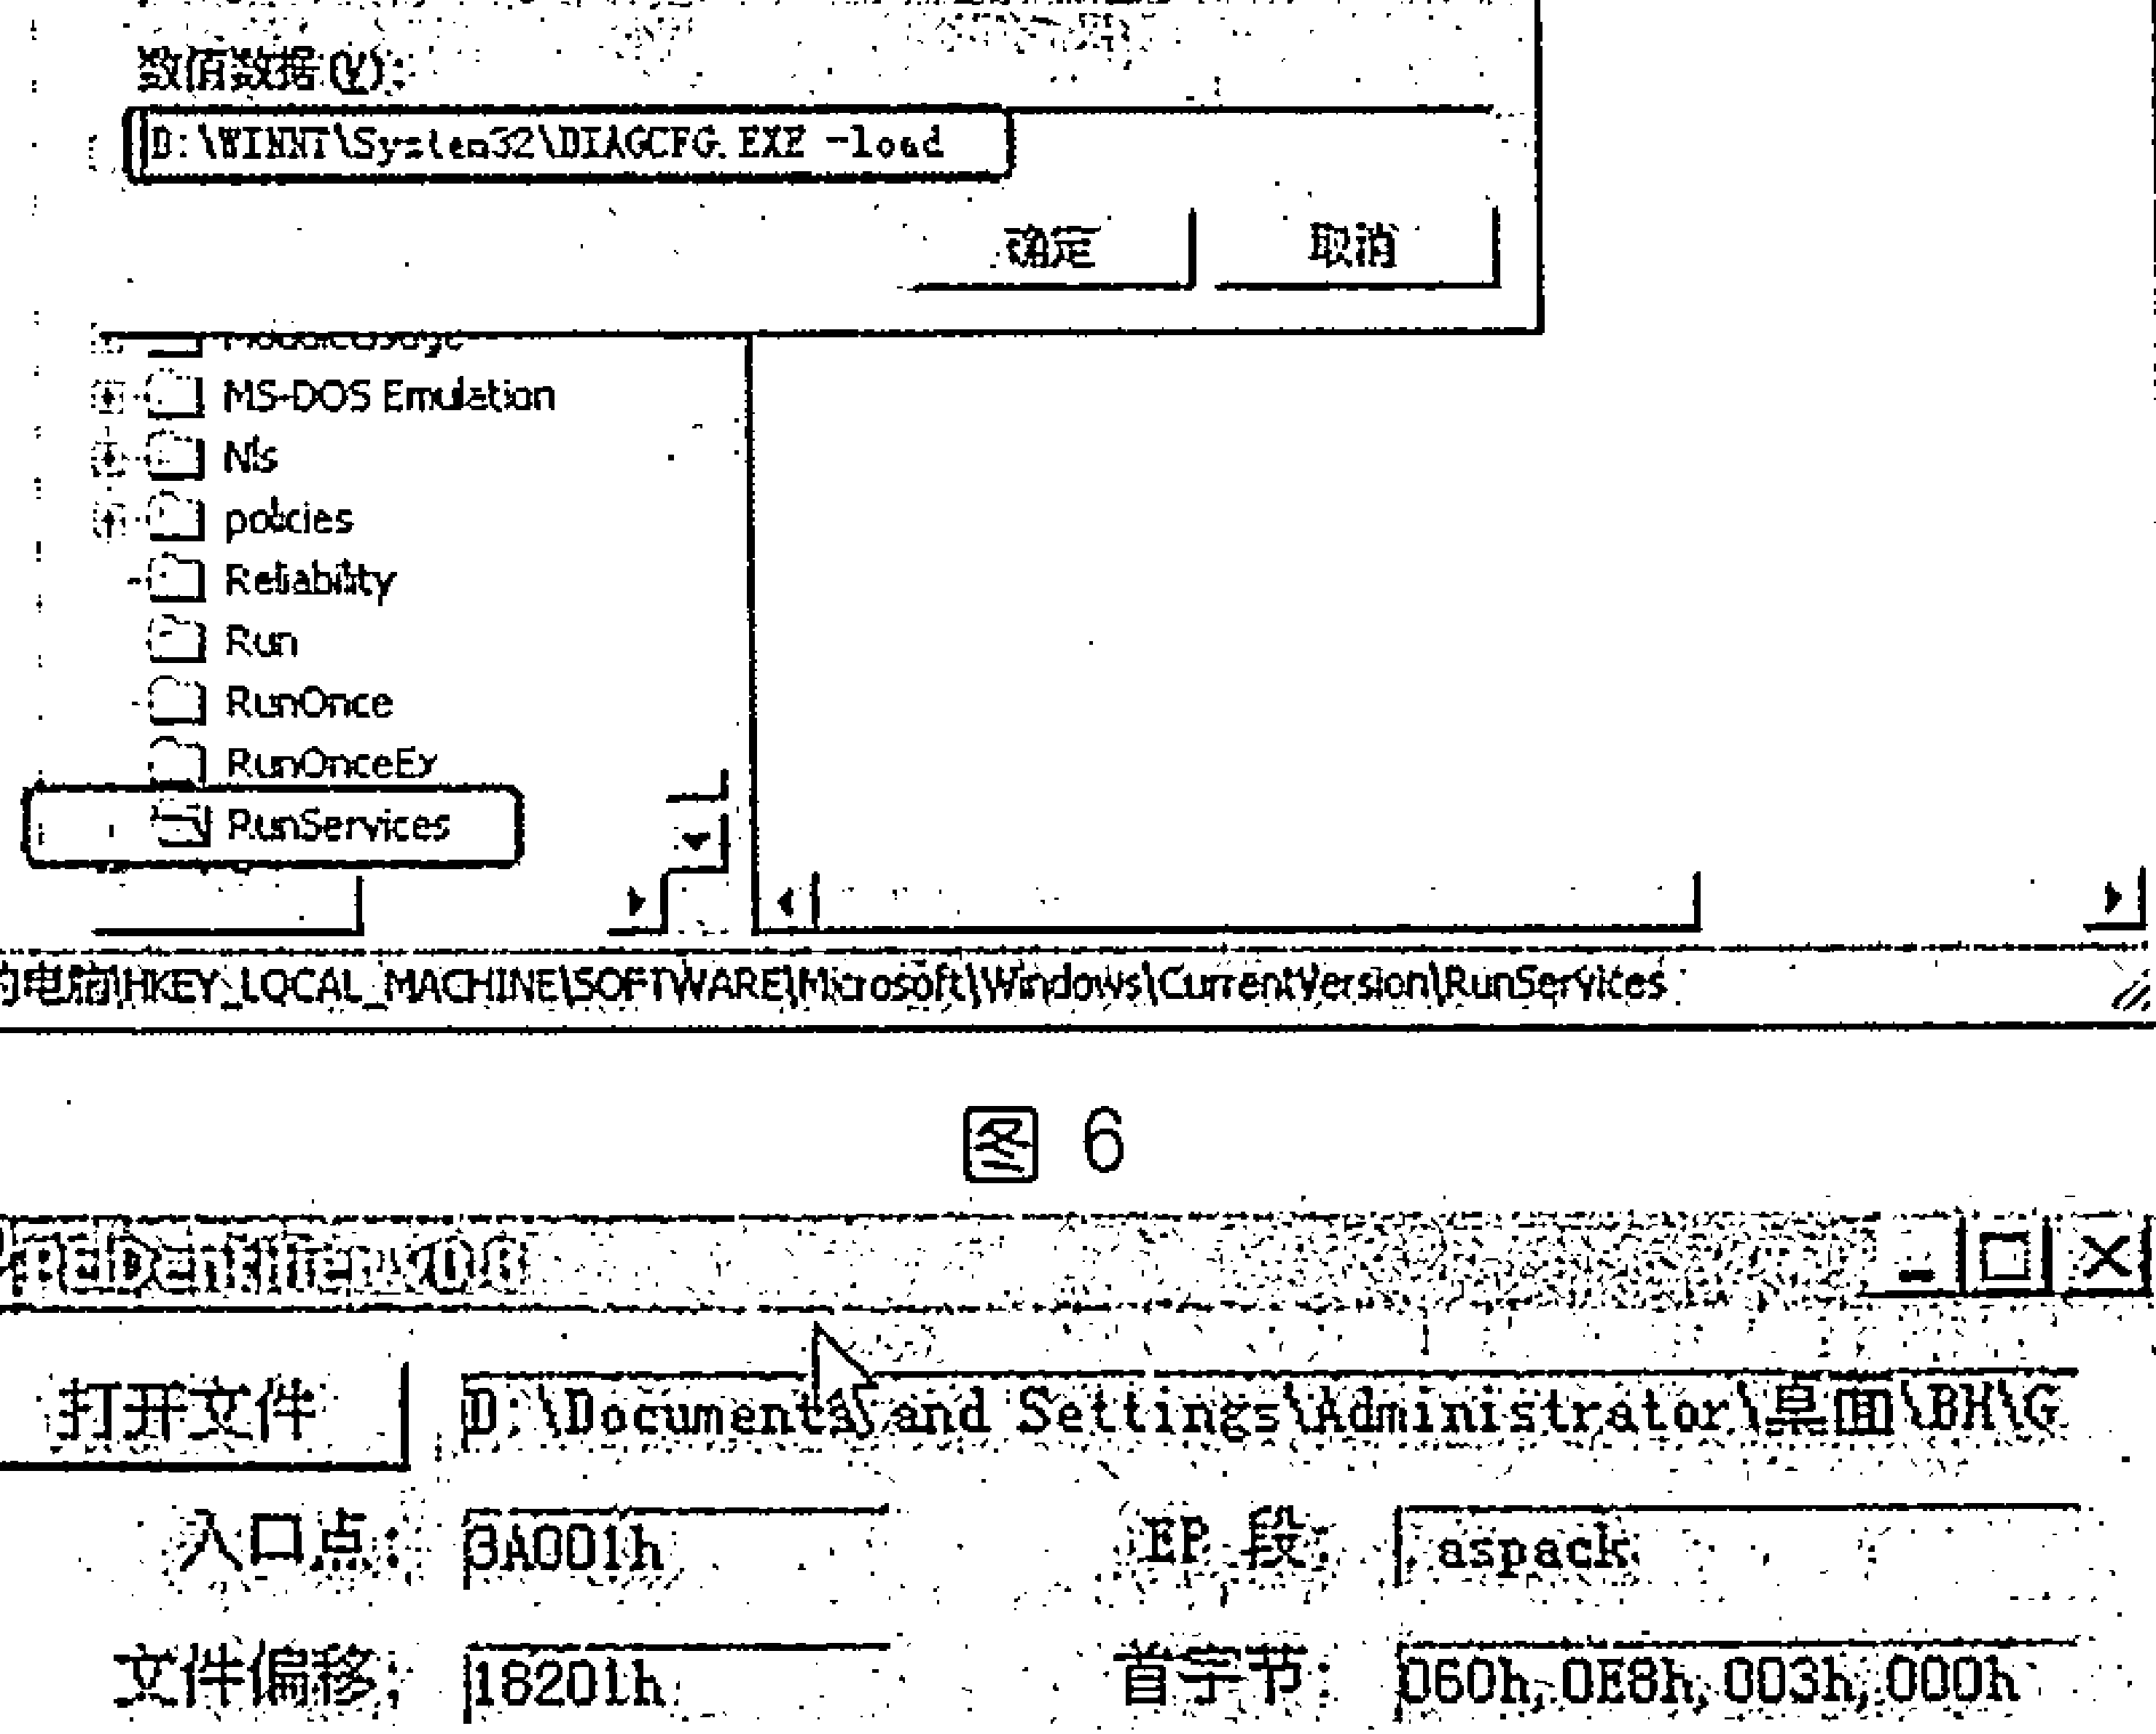 数值数据(V):
D:\WINNT\System32\DIAGCFG.EXE -load
确定 取消
MS-DOS Emulation
Nls
policies
Reliability
Run
RunOnce
RunOnceEx
RunServices
的电脑\HKEY_LOCAL_MACHINE\SOFTWARE\Microsoft\Windows\CurrentVersion\RunServices
图 6
打开文件 D:\Documents and Settings\Administrator\桌面\BH\G
入口点: 3A001h EP 段: .aspack
文件偏移: 18201h 首字节: 060h, 0E8h, 003h, 000h